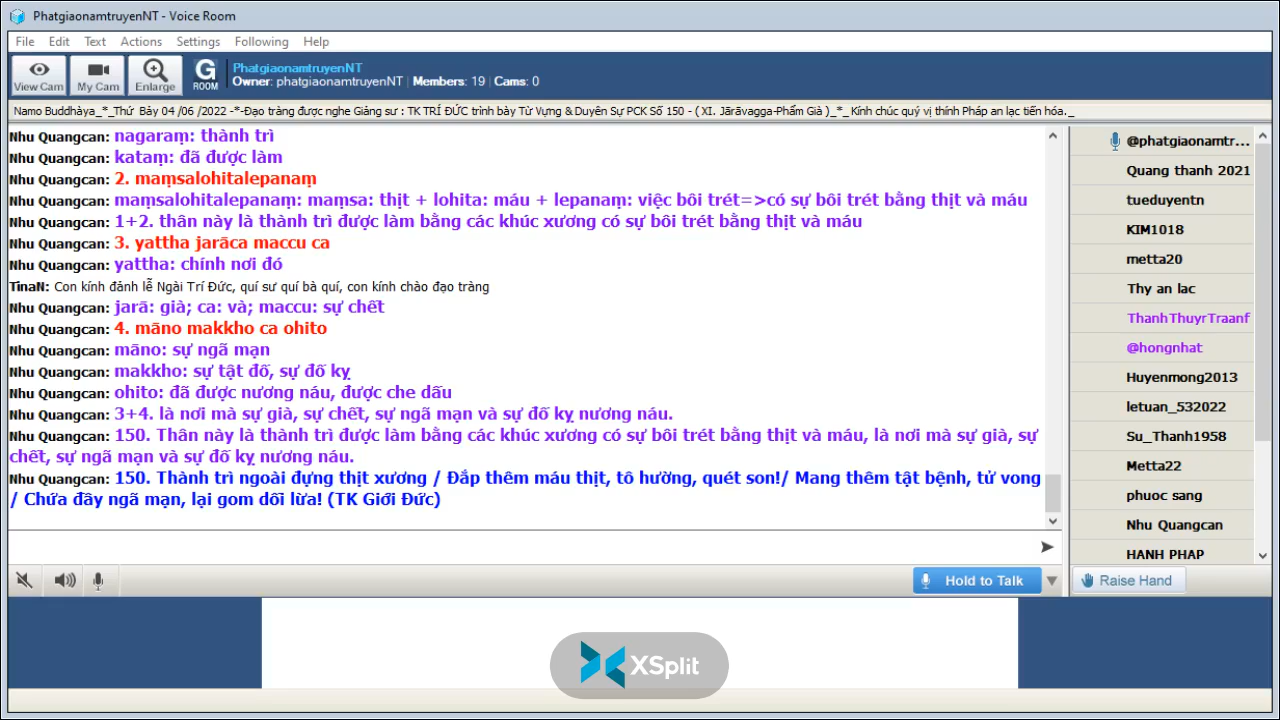 PhatgiaonamtruyenNT - Voice Room
File Edit Text Actions Settings Following Help
View Cam My Cam Enlarge G ROOM
PhatgiaonamtruyenNT
Owner: phatgiaonamtruyenNT | Members: 19 | Cams: 0
Namo Buddhàya_*_Thứ Bảy 04 /06 /2022 -*-Đạo tràng được nghe Giảng sư : TK TRÍ ĐỨC trình bày Từ Vựng & Duyên Sự PCK Số 150 - ( XI. Jārāvagga-Phẩm Già )_*_ Kính chúc quý vị thính Pháp an lạc tiến hóa._
Nhu Quangcan: nagaraṃ: thành trì
Nhu Quangcan: kataṃ: đã được làm
Nhu Quangcan: 2. maṃsalohitalepanaṃ
Nhu Quangcan: maṃsalohitalepanaṃ: maṃsa: thịt + lohita: máu + lepanaṃ: việc bôi trét=>có sự bôi trét bằng thịt và máu
Nhu Quangcan: 1+2. thân này là thành trì được làm bằng các khúc xương có sự bôi trét bằng thịt và máu
Nhu Quangcan: 3. yattha jarāca maccu ca
Nhu Quangcan: yattha: chính nơi đó
TinaN: Con kính đảnh lễ Ngài Trí Đức, quí sư quí bà quí, con kính chào đạo tràng
Nhu Quangcan: jarā: già; ca: và; maccu: sự chết
Nhu Quangcan: 4. māno makkho ca ohito
Nhu Quangcan: māno: sự ngã mạn
Nhu Quangcan: makkho: sự tật đố, sự đố kỵ
Nhu Quangcan: ohito: đã được nương náu, được che dấu
Nhu Quangcan: 3+4. là nơi mà sự già, sự chết, sự ngã mạn và sự đố kỵ nương náu.
Nhu Quangcan: 150. Thân này là thành trì được làm bằng các khúc xương có sự bôi trét bằng thịt và máu, là nơi mà sự già, sự
chết, sự ngã mạn và sự đố kỵ nương náu.
Nhu Quangcan: 150. Thành trì ngoài đựng thịt xương / Đắp thêm máu thịt, tô hường, quét son!/ Mang thêm tật bệnh, tử vong
/ Chứa đầy ngã mạn, lại gom dối lừa! (TK Giới Đức)
@phatgiaonamtr...
Quang thanh 2021
tueduyentn
KIM1018
metta20
Thy an lac
ThanhThuyrTraanf
@hongnhat
Huyenmong2013
letuan_532022
Su_Thanh1958
Metta22
phuoc sang
Nhu Quangcan
HANH PHAP
Hold to Talk
Raise Hand
XSplit